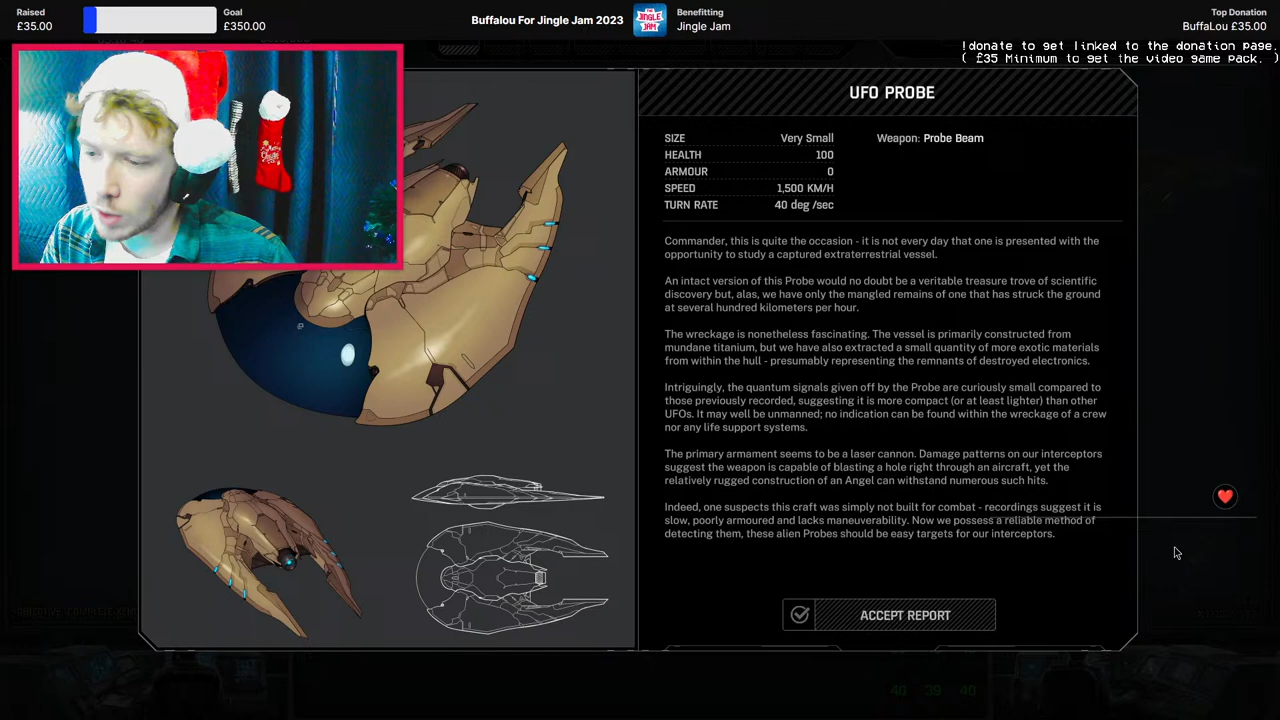 Raised
£35.00
Goal
£350.00
Buffalou For Jingle Jam 2023
THE JINGLE JAM
Benefitting
Jingle Jam
Top Donation
BuffaLou £35.00
!donate to get linked to the donation page.
( £35 Minimum to get the video game pack. )
UFO PROBE
SIZE Very Small
HEALTH 100
ARMOUR 0
SPEED 1,500 KM/H
TURN RATE 40 deg /sec
Weapon: Probe Beam
Commander, this is quite the occasion - it is not every day that one is presented with the
opportunity to study a captured extraterrestrial vessel.
An intact version of this Probe would no doubt be a veritable treasure trove of scientific
discovery but, alas, we have only the mangled remains of one that has struck the ground
at several hundred kilometers per hour.
The wreckage is nonetheless fascinating. The vessel is primarily constructed from
mundane titanium, but we have also extracted a small quantity of more exotic materials
from within the hull - presumably representing the remnants of destroyed electronics.
Intriguingly, the quantum signals given off by the Probe are curiously small compared to
those previously recorded, suggesting it is more compact (or at least lighter) than other
UFOs. It may well be unmanned; no indication can be found within the wreckage of a crew
nor any life support systems.
The primary armament seems to be a laser cannon. Damage patterns on our interceptors
suggest the weapon is capable of blasting a hole right through an aircraft, yet the
relatively rugged construction of an Angel can withstand numerous such hits.
Indeed, one suspects this craft was simply not built for combat - recordings suggest it is
slow, poorly armoured and lacks maneuverability. Now we possess a reliable method of
detecting them, these alien Probes should be easy targets for our interceptors.
ACCEPT REPORT